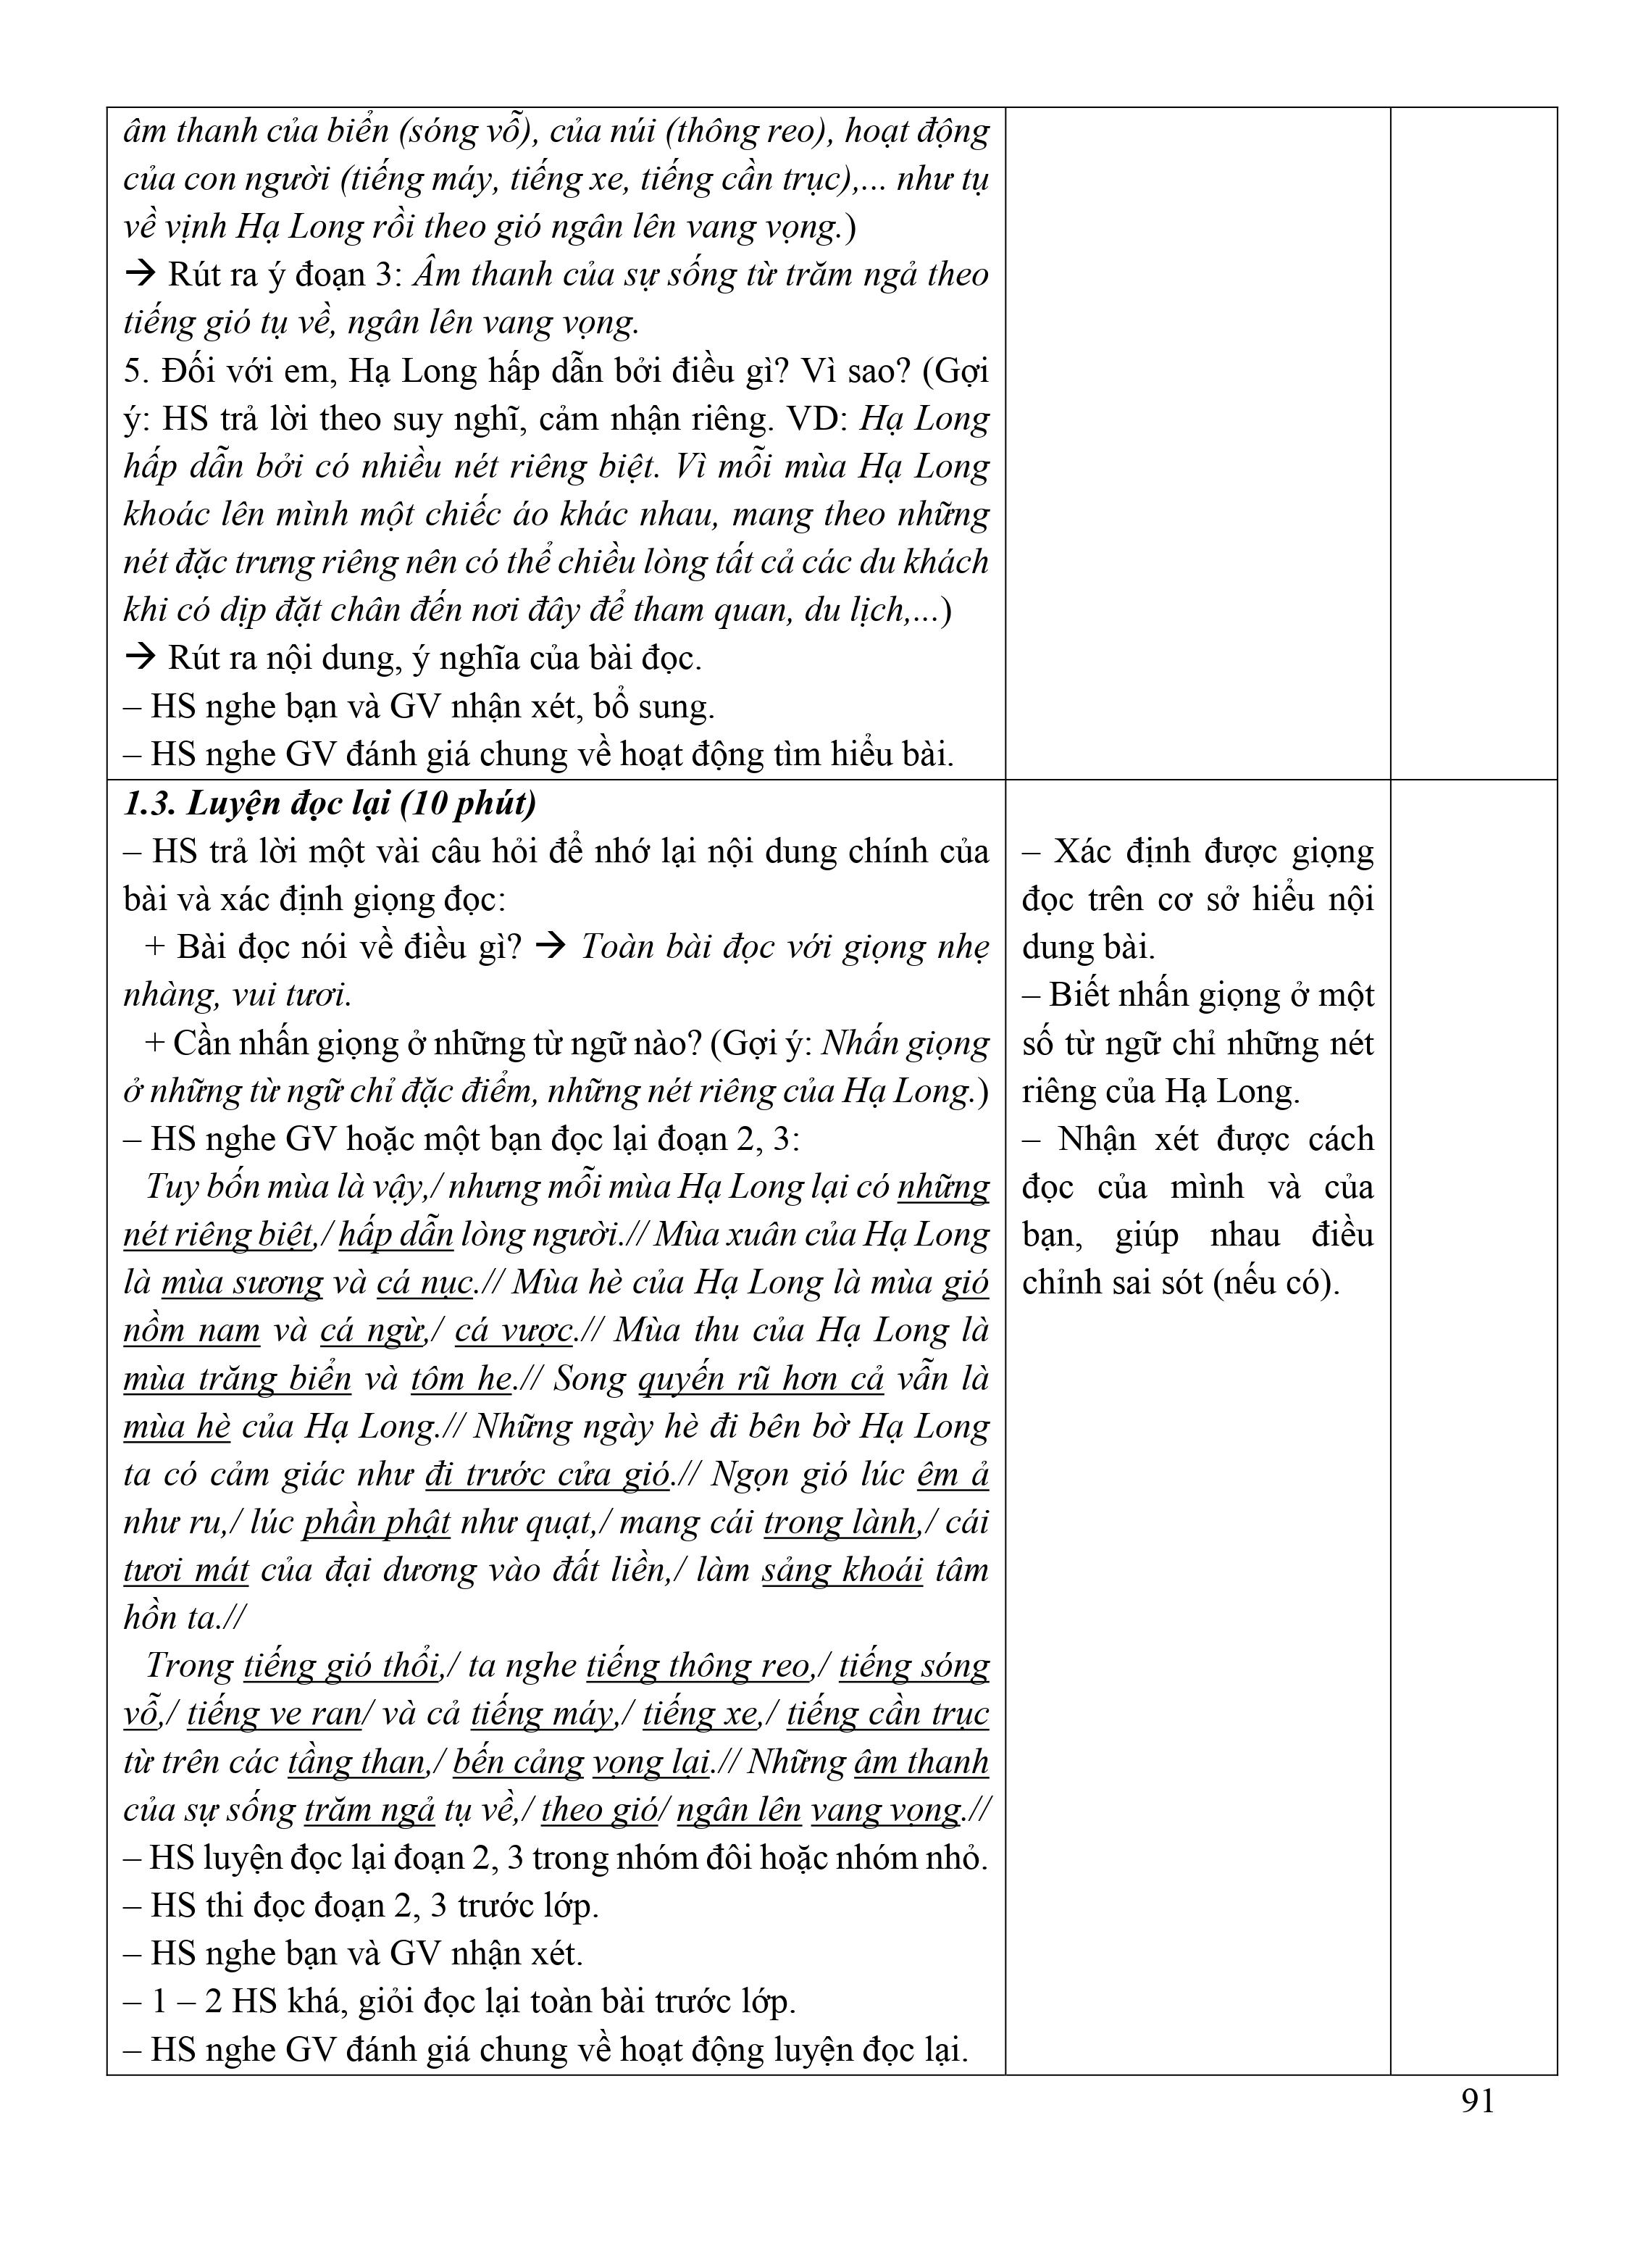 âm thanh của biển (sóng vỗ), của núi (thông reo), hoạt động
của con người (tiếng máy, tiếng xe, tiếng cần trục),... như tụ
về vịnh Hạ Long rồi theo gió ngân lên vang vọng.)
→ Rút ra ý đoạn 3: Âm thanh của sự sống từ trăm ngả theo
tiếng gió tụ về, ngân lên vang vọng.
5. Đối với em, Hạ Long hấp dẫn bởi điều gì? Vì sao? (Gợi
ý: HS trả lời theo suy nghĩ, cảm nhận riêng. VD: Hạ Long
hấp dẫn bởi có nhiều nét riêng biệt. Vì mỗi mùa Hạ Long
khoác lên mình một chiếc áo khác nhau, mang theo những
nét đặc trưng riêng nên có thể chiều lòng tất cả các du khách
khi có dịp đặt chân đến nơi đây để tham quan, du lịch,...)
→ Rút ra nội dung, ý nghĩa của bài đọc.
– HS nghe bạn và GV nhận xét, bổ sung.
– HS nghe GV đánh giá chung về hoạt động tìm hiểu bài.
1.3. Luyện đọc lại (10 phút)
– HS trả lời một vài câu hỏi để nhớ lại nội dung chính của
bài và xác định giọng đọc:
+ Bài đọc nói về điều gì? → Toàn bài đọc với giọng nhẹ
nhàng, vui tươi.
+ Cần nhấn giọng ở những từ ngữ nào? (Gợi ý: Nhấn giọng
ở những từ ngữ chỉ đặc điểm, những nét riêng của Hạ Long.)
– HS nghe GV hoặc một bạn đọc lại đoạn 2, 3:
Tuy bốn mùa là vậy,/ nhưng mỗi mùa Hạ Long lại có những
nét riêng biệt,/ hấp dẫn lòng người.// Mùa xuân của Hạ Long
là mùa sương và cá nục.// Mùa hè của Hạ Long là mùa gió
nồm nam và cá ngừ,/ cá vược.// Mùa thu của Hạ Long là
mùa trăng biển và tôm he.// Song quyến rũ hơn cả vẫn là
mùa hè của Hạ Long.// Những ngày hè đi bên bờ Hạ Long
ta có cảm giác như đi trước cửa gió.// Ngọn gió lúc êm ả
như ru,/ lúc phần phật như quạt,/ mang cái trong lành,/ cái
tươi mát của đại dương vào đất liền,/ làm sảng khoái tâm
hồn ta.//
Trong tiếng gió thổi,/ ta nghe tiếng thông reo,/ tiếng sóng
vỗ,/ tiếng ve ran/ và cả tiếng máy,/ tiếng xe,/ tiếng cần trục
từ trên các tầng than,/ bến cảng vọng lại.// Những âm thanh
của sự sống trăm ngả tụ về,/ theo gió/ ngân lên vang vọng.//
– HS luyện đọc lại đoạn 2, 3 trong nhóm đôi hoặc nhóm nhỏ.
– HS thi đọc đoạn 2, 3 trước lớp.
– HS nghe bạn và GV nhận xét.
– 1 – 2 HS khá, giỏi đọc lại toàn bài trước lớp.
– HS nghe GV đánh giá chung về hoạt động luyện đọc lại.
– Xác định được giọng
đọc trên cơ sở hiểu nội
dung bài.
– Biết nhấn giọng ở một
số từ ngữ chỉ những nét
riêng của Hạ Long.
– Nhận xét được cách
đọc của mình và của
bạn, giúp nhau điều
chỉnh sai sót (nếu có).
91